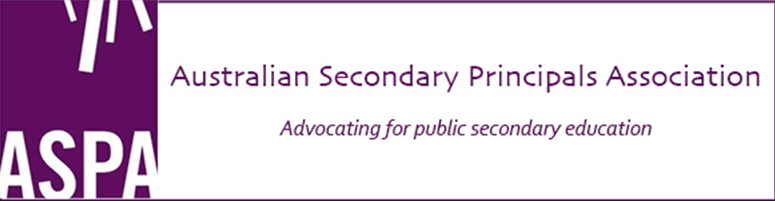 Australian Secondary Principals Association
Advocating for public secondary education
ASPA